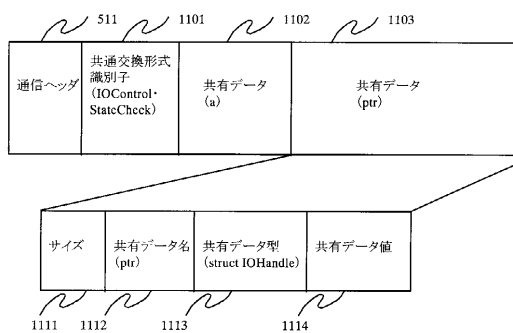 511
1101
1102
1103
通信ヘッダ
共通交換形式
識別子
(IOControl・
StateCheck)
共有データ
(a)
共有データ
(ptr)
サイズ
共有データ名
(ptr)
共有データ型
(struct IOHandle)
共有データ値
1111
1112
1113
1114